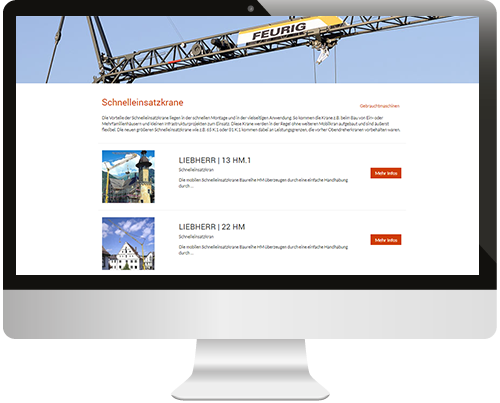 FEURIG
Schnelleinsatzkrane
Gebrauchtmaschinen
Die Vorteile der Schnelleinsatzkrane liegen in der schnellen Montage und in der vielseitigen Anwendung. So kommen die Krane z.B. beim Bau von Ein- oder
Mehrfamilienhäusern und kleinen Infrastrukturprojekten zum Einsatz. Diese Krane werden in der Regel ohne weiteren Mobilkran aufgebaut und sind äußerst
flexibel. Die neuen größeren Schnelleinsatzkrane wie z.B. 63 K.1 oder 81 K.1 kommen dabei an Leistungsgrenzen, die vorher Obendreherkranen vorbehalten waren.
LIEBHERR | 13 HM.1
Schnelleinsatzkran
Mehr Infos
Die mobilen Schnelleinsatzkrane Baureihe HM überzeugen durch eine einfache Handhabung
durch ...
LIEBHERR | 22 HM
Schnelleinsatzkran
Mehr Infos
Die mobilen Schnelleinsatzkrane Baureihe HM überzeugen durch eine einfache Handhabung
durch ...